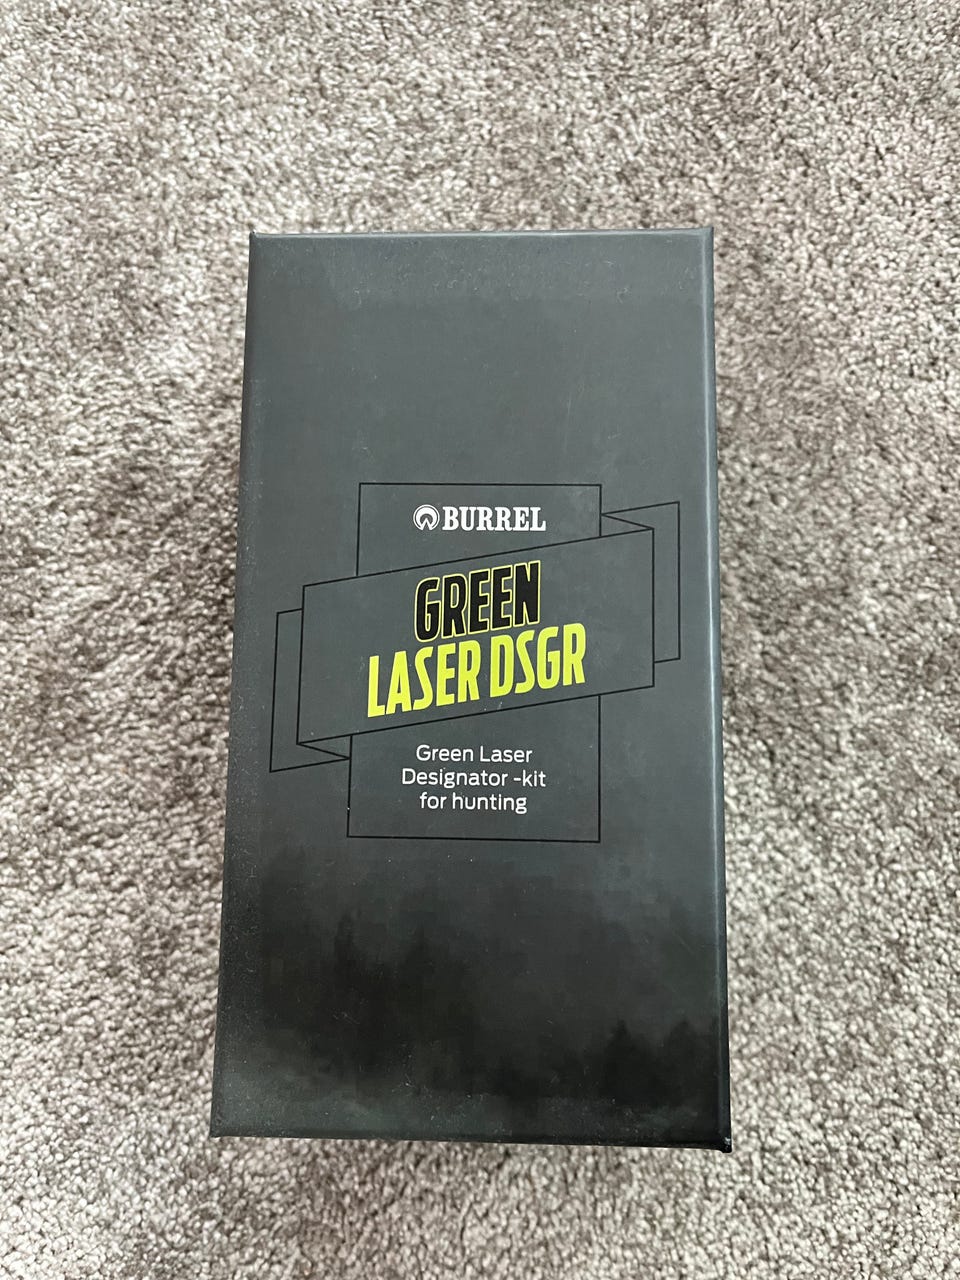 BURREL
GREEN
LASER DSGR
Green Laser
Designator -kit
for hunting